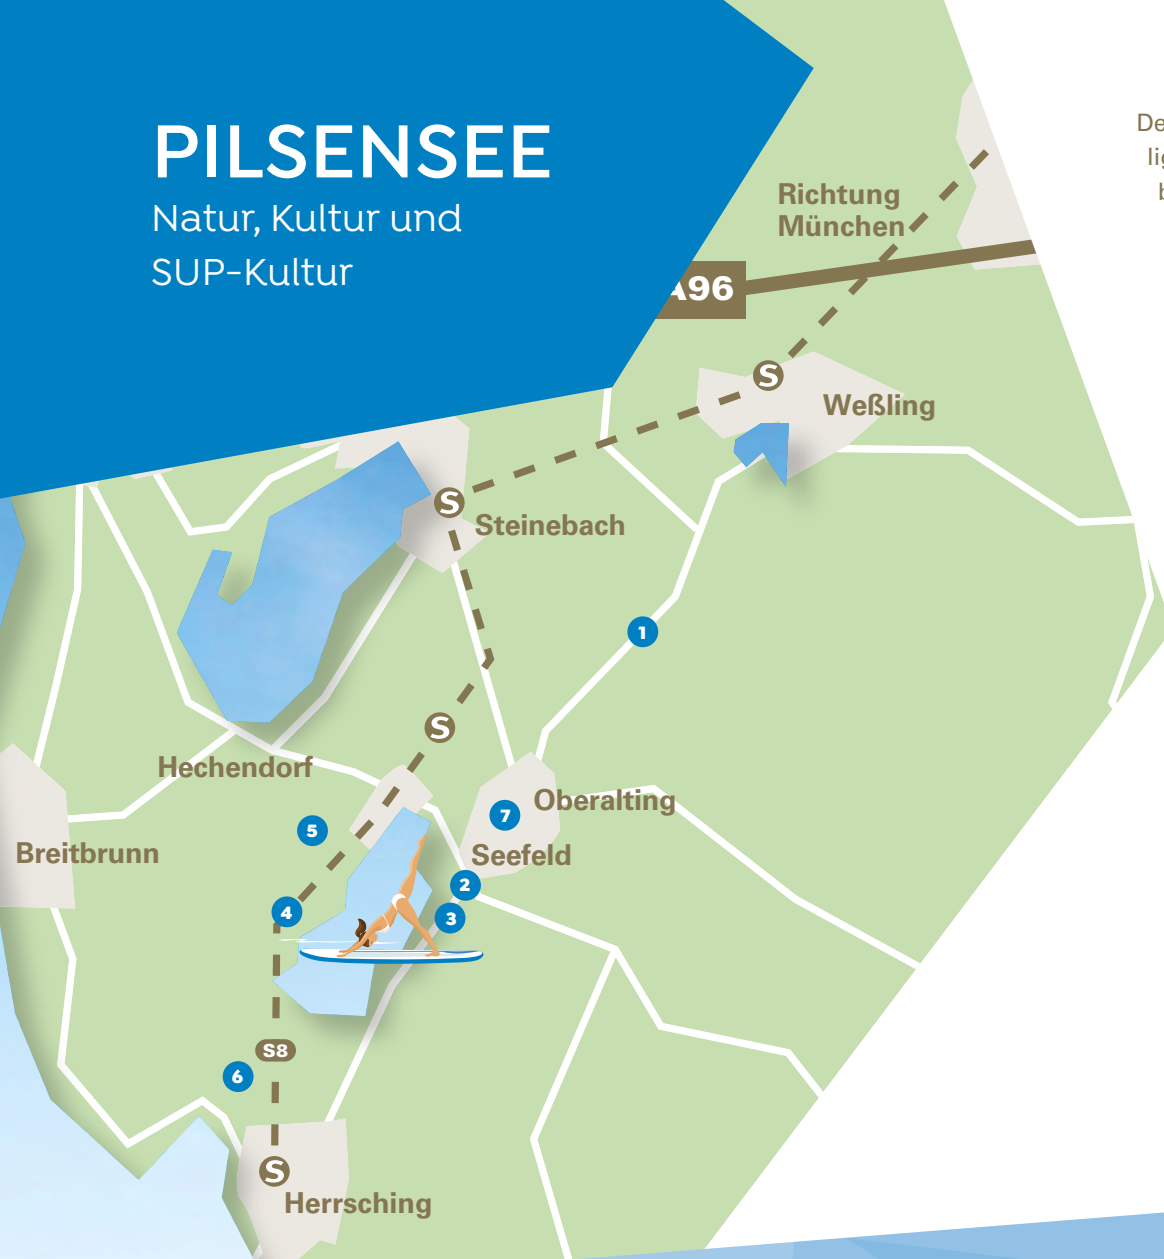 PILSENSEE
Natur, Kultur und
SUP-Kultur
Richtung
München
A96
S
Weßling
S
Steinebach
1
S
Hechendorf
7
Oberalting
5
Breitbrunn
Seefeld
2
4
3
S8
6
S
Herrsching